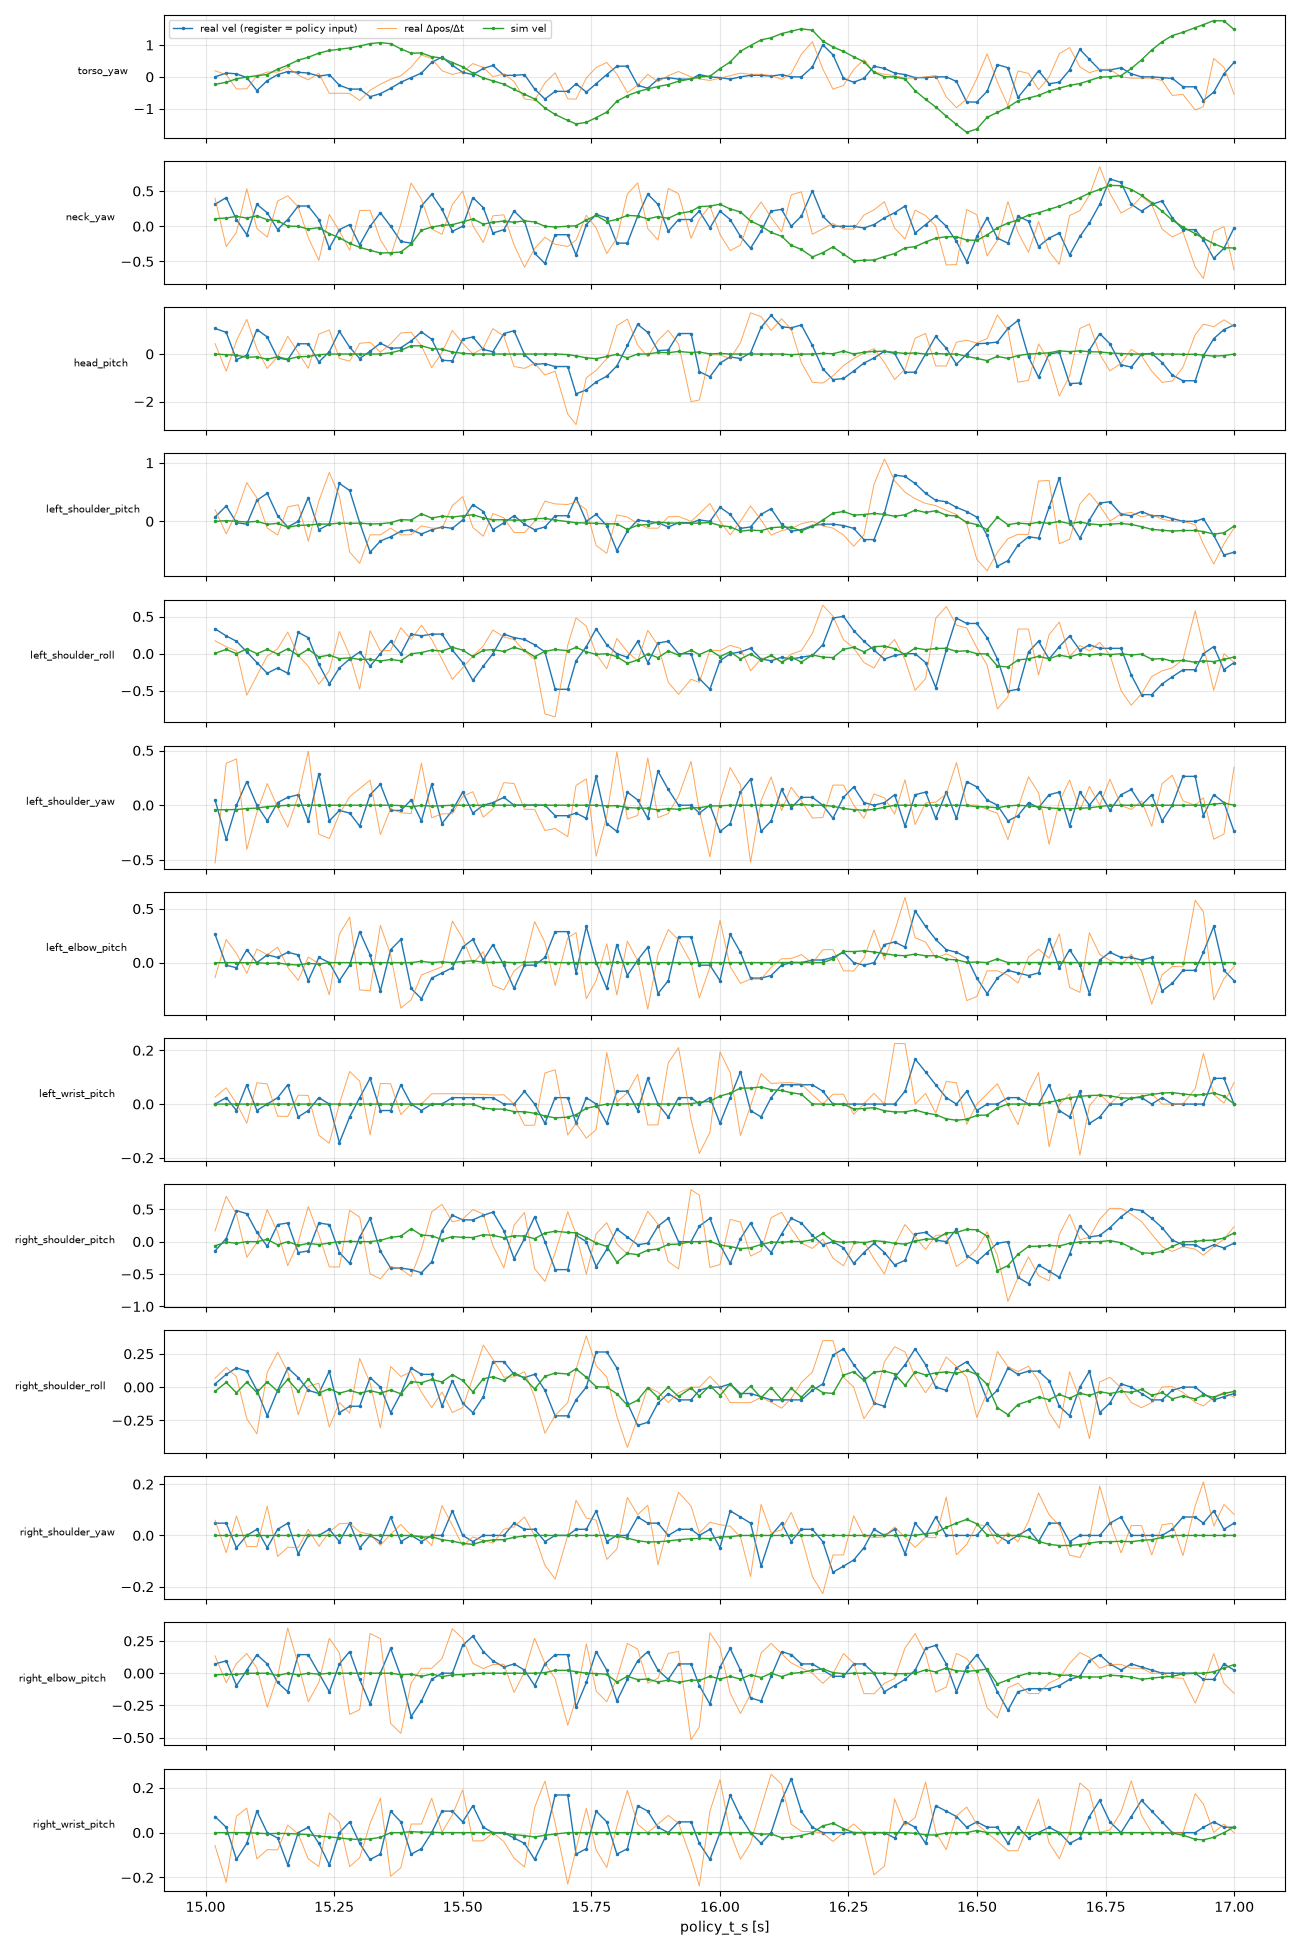 real vel (register = policy input) real Δpos/Δt sim vel
torso_yaw
1
0
−1
neck_yaw
0.5
0.0
−0.5
head_pitch
0
−2
left_shoulder_pitch
1
0
left_shoulder_roll
0.5
0.0
−0.5
left_shoulder_yaw
0.5
0.0
−0.5
left_elbow_pitch
0.5
0.0
left_wrist_pitch
0.2
0.0
−0.2
right_shoulder_pitch
0.5
0.0
−0.5
−1.0
right_shoulder_roll
0.25
0.00
−0.25
right_shoulder_yaw
0.2
0.0
−0.2
right_elbow_pitch
0.25
0.00
−0.25
−0.50
right_wrist_pitch
0.2
0.0
−0.2
15.00 15.25 15.50 15.75 16.00 16.25 16.50 16.75 17.00
policy_t_s [s]